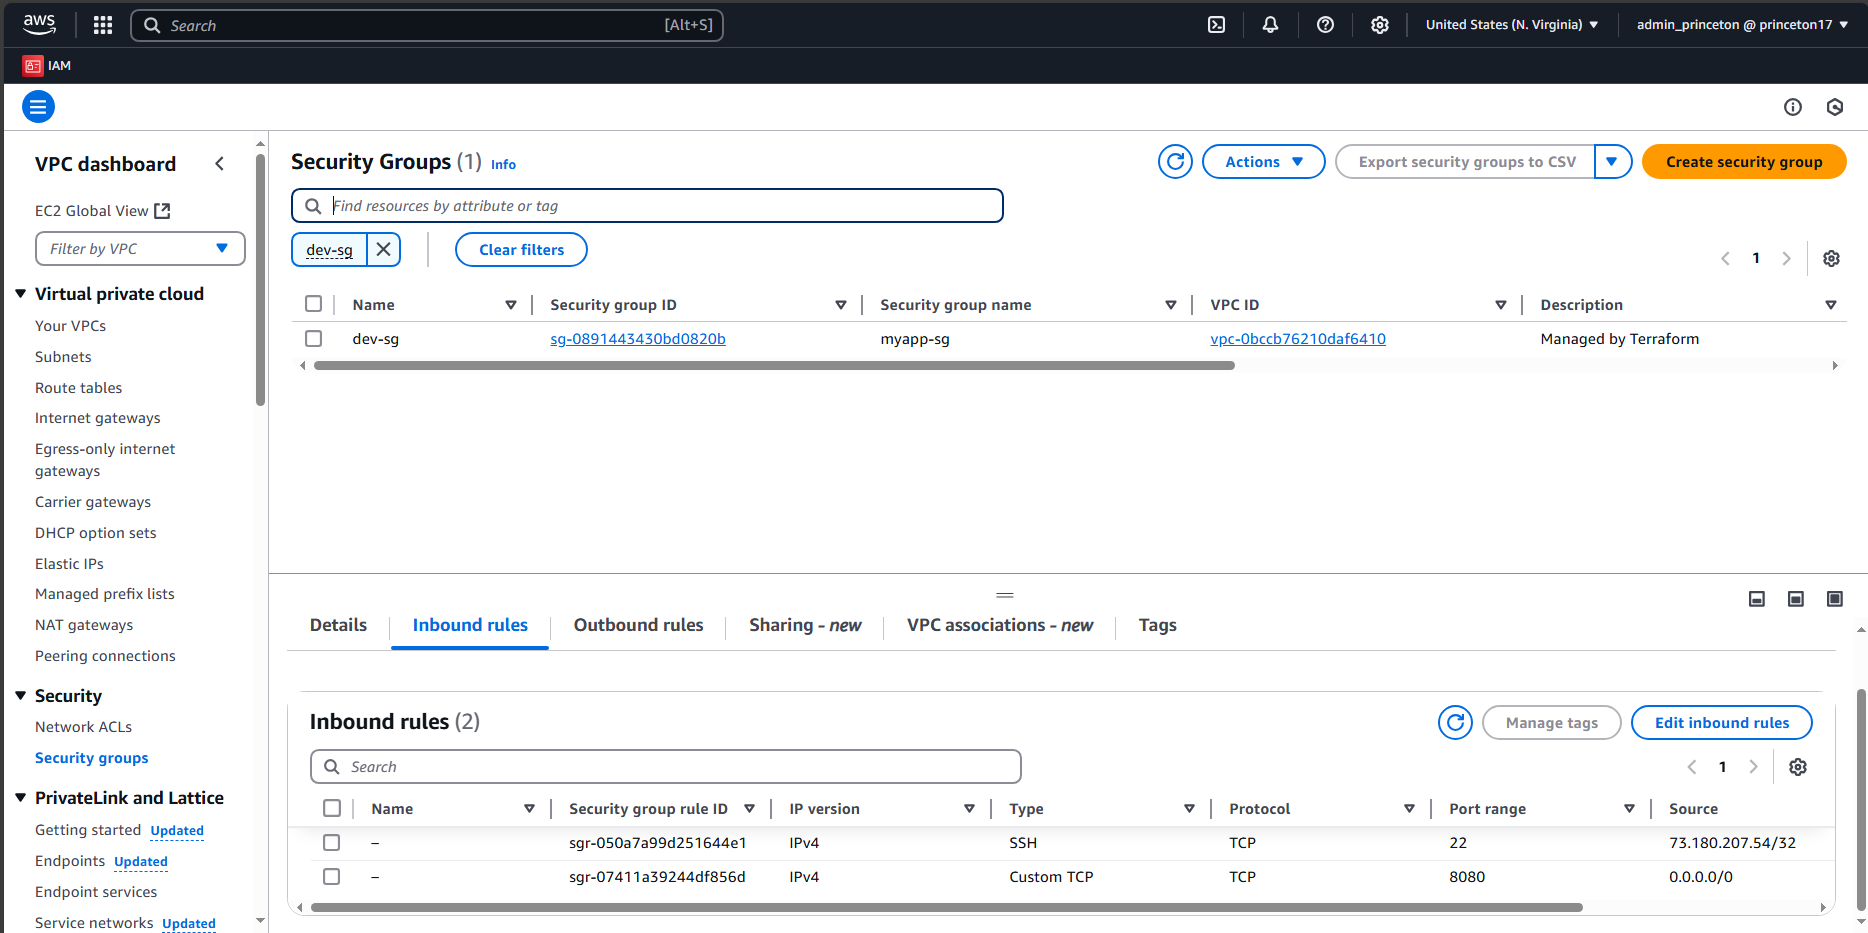 aws
Search [Alt+S]
United States (N. Virginia)
admin_princeton @ princeton17
IAM
VPC dashboard
EC2 Global View
Filter by VPC
Virtual private cloud
Your VPCs
Subnets
Route tables
Internet gateways
Egress-only internet
gateways
Carrier gateways
DHCP option sets
Elastic IPs
Managed prefix lists
NAT gateways
Peering connections
Security
Network ACLs
Security groups
PrivateLink and Lattice
Getting started Updated
Endpoints Updated
Endpoint services
Service networks Updated
Security Groups (1) Info
Actions
Export security groups to CSV
Create security group
Find resources by attribute or tag
dev-sg
Clear filters
1
Name Security group ID Security group name VPC ID Description
dev-sg sg-0891443430bd0820b myapp-sg vpc-0bccb76210daf6410 Managed by Terraform
Details Inbound rules Outbound rules Sharing - new VPC associations - new Tags
Inbound rules (2)
Manage tags
Edit inbound rules
Search
1
Name Security group rule ID IP version Type Protocol Port range Source
– sgr-050a7a99d251644e1 IPv4 SSH TCP 22 73.180.207.54/32
– sgr-07411a39244df856d IPv4 Custom TCP TCP 8080 0.0.0.0/0